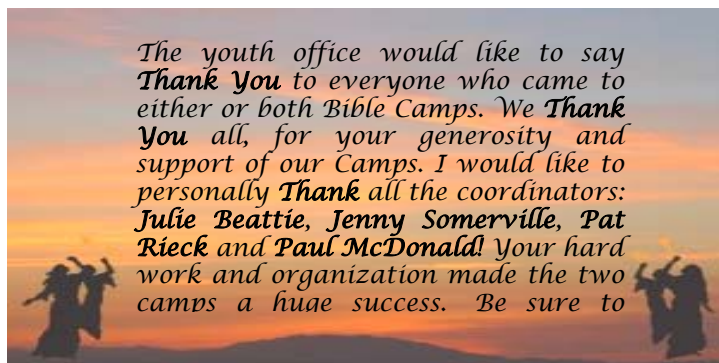 The youth office would like to say
Thank You to everyone who came to
either or both Bible Camps. We Thank
You all, for your generosity and
support of our Camps. I would like to
personally Thank all the coordinators:
Julie Beattie, Jenny Somerville, Pat
Rieck and Paul McDonald! Your hard
work and organization made the two
camps a huge success. Be sure to